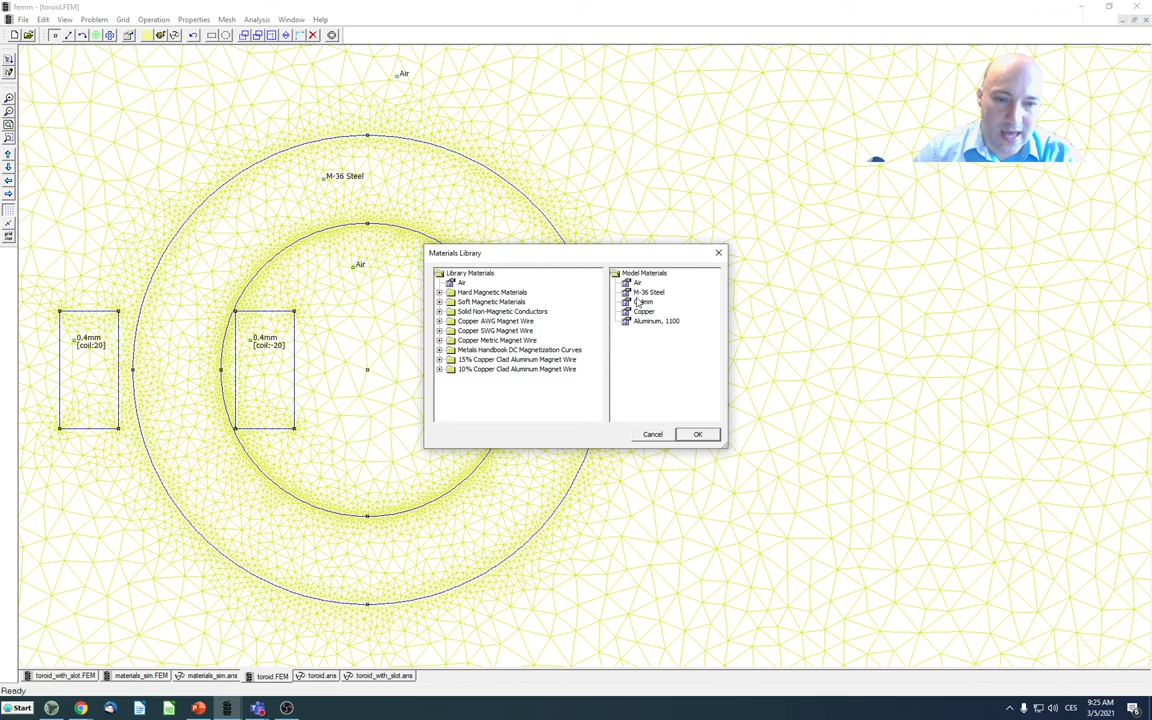 femm - [toroid.FEM]
File Edit View Problem Grid Operation Properties Mesh Analysis Window Help
Air
M-36 Steel
Air
0.4mm
[coil:20]
0.4mm
[coil:-20]
Materials Library
Library Materials
Air
Hard Magnetic Materials
Soft Magnetic Materials
Solid Non-Magnetic Conductors
Copper AWG Magnet Wire
Copper SWG Magnet Wire
Copper Metric Magnet Wire
Metals Handbook DC Magnetization Curves
15% Copper Clad Aluminum Magnet Wire
10% Copper Clad Aluminum Magnet Wire
Model Materials
Air
M-36 Steel
Copper
Aluminum, 1100
Cancel OK
toroid_with_slot.FEM materials_sim.FEM materials_sim.ans toroid.FEM toroid.ans toroid_with_slot.ans
Ready
Start
CES
9:25 AM
3/5/2021
6